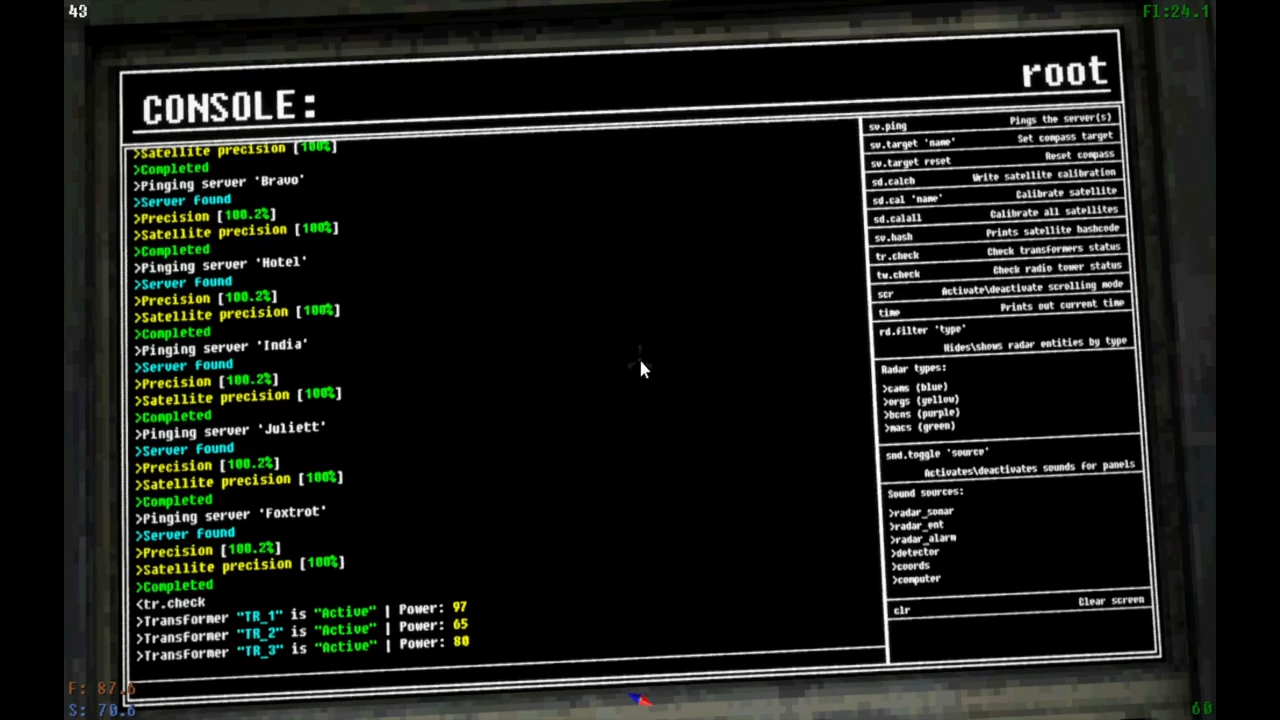 43
F1:24.1
CONSOLE:
root
>Satellite precision [100%]
>Completed
>Pinging server 'Bravo'
>Server Found
>Precision [100.2%]
>Satellite precision [100%]
>Completed
>Pinging server 'Hotel'
>Server Found
>Precision [100.2%]
>Satellite precision [100%]
>Completed
>Pinging server 'India'
>Server Found
>Precision [100.2%]
>Satellite precision [100%]
>Completed
>Pinging server 'Juliett'
>Server Found
>Precision [100.2%]
>Satellite precision [100%]
>Completed
>Pinging server 'Foxtrot'
>Server Found
>Precision [100.2%]
>Satellite precision [100%]
>Completed
<tr.check
>Transformer "TR_1" is "Active" | Power: 97
>Transformer "TR_2" is "Active" | Power: 65
>Transformer "TR_3" is "Active" | Power: 80
sv.ping Pings the server(s)
sv.target 'name' Set compass target
sv.target reset Reset compass
sd.calch Write satellite calibration
sd.cal 'name' Calibrate satellite
sd.calall Calibrate all satellites
sv.hash Prints satellite hashcode
tr.check Check transformers status
tw.check Check radio tower status
scr Activate\deactivate scrolling mode
time Prints out current time
rd.filter 'type'
Hides\shows radar entities by type
Radar types:
>cams (blue)
>orgs (yellow)
>bcns (purple)
>macs (green)
snd.toggle 'source'
Activates\deactivates sounds for panels
Sound sources:
>radar_sonar
>radar_ent
>radar_alarm
>detector
>coords
>computer
clr Clear screen
F: 87.6
S: 70.6
60